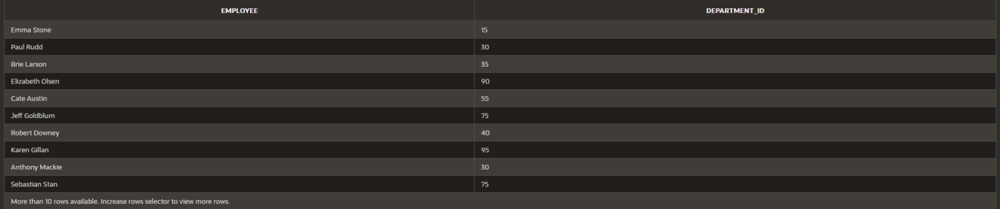 EMPLOYEE DEPARTMENT_ID
Emma Stone 15
Paul Rudd 30
Brie Larson 35
Elizabeth Olsen 90
Cate Austin 55
Jeff Goldblum 75
Robert Downey 40
Karen Gillan 95
Anthony Mackie 30
Sebastian Stan 75
More than 10 rows available. Increase rows selector to view more rows.